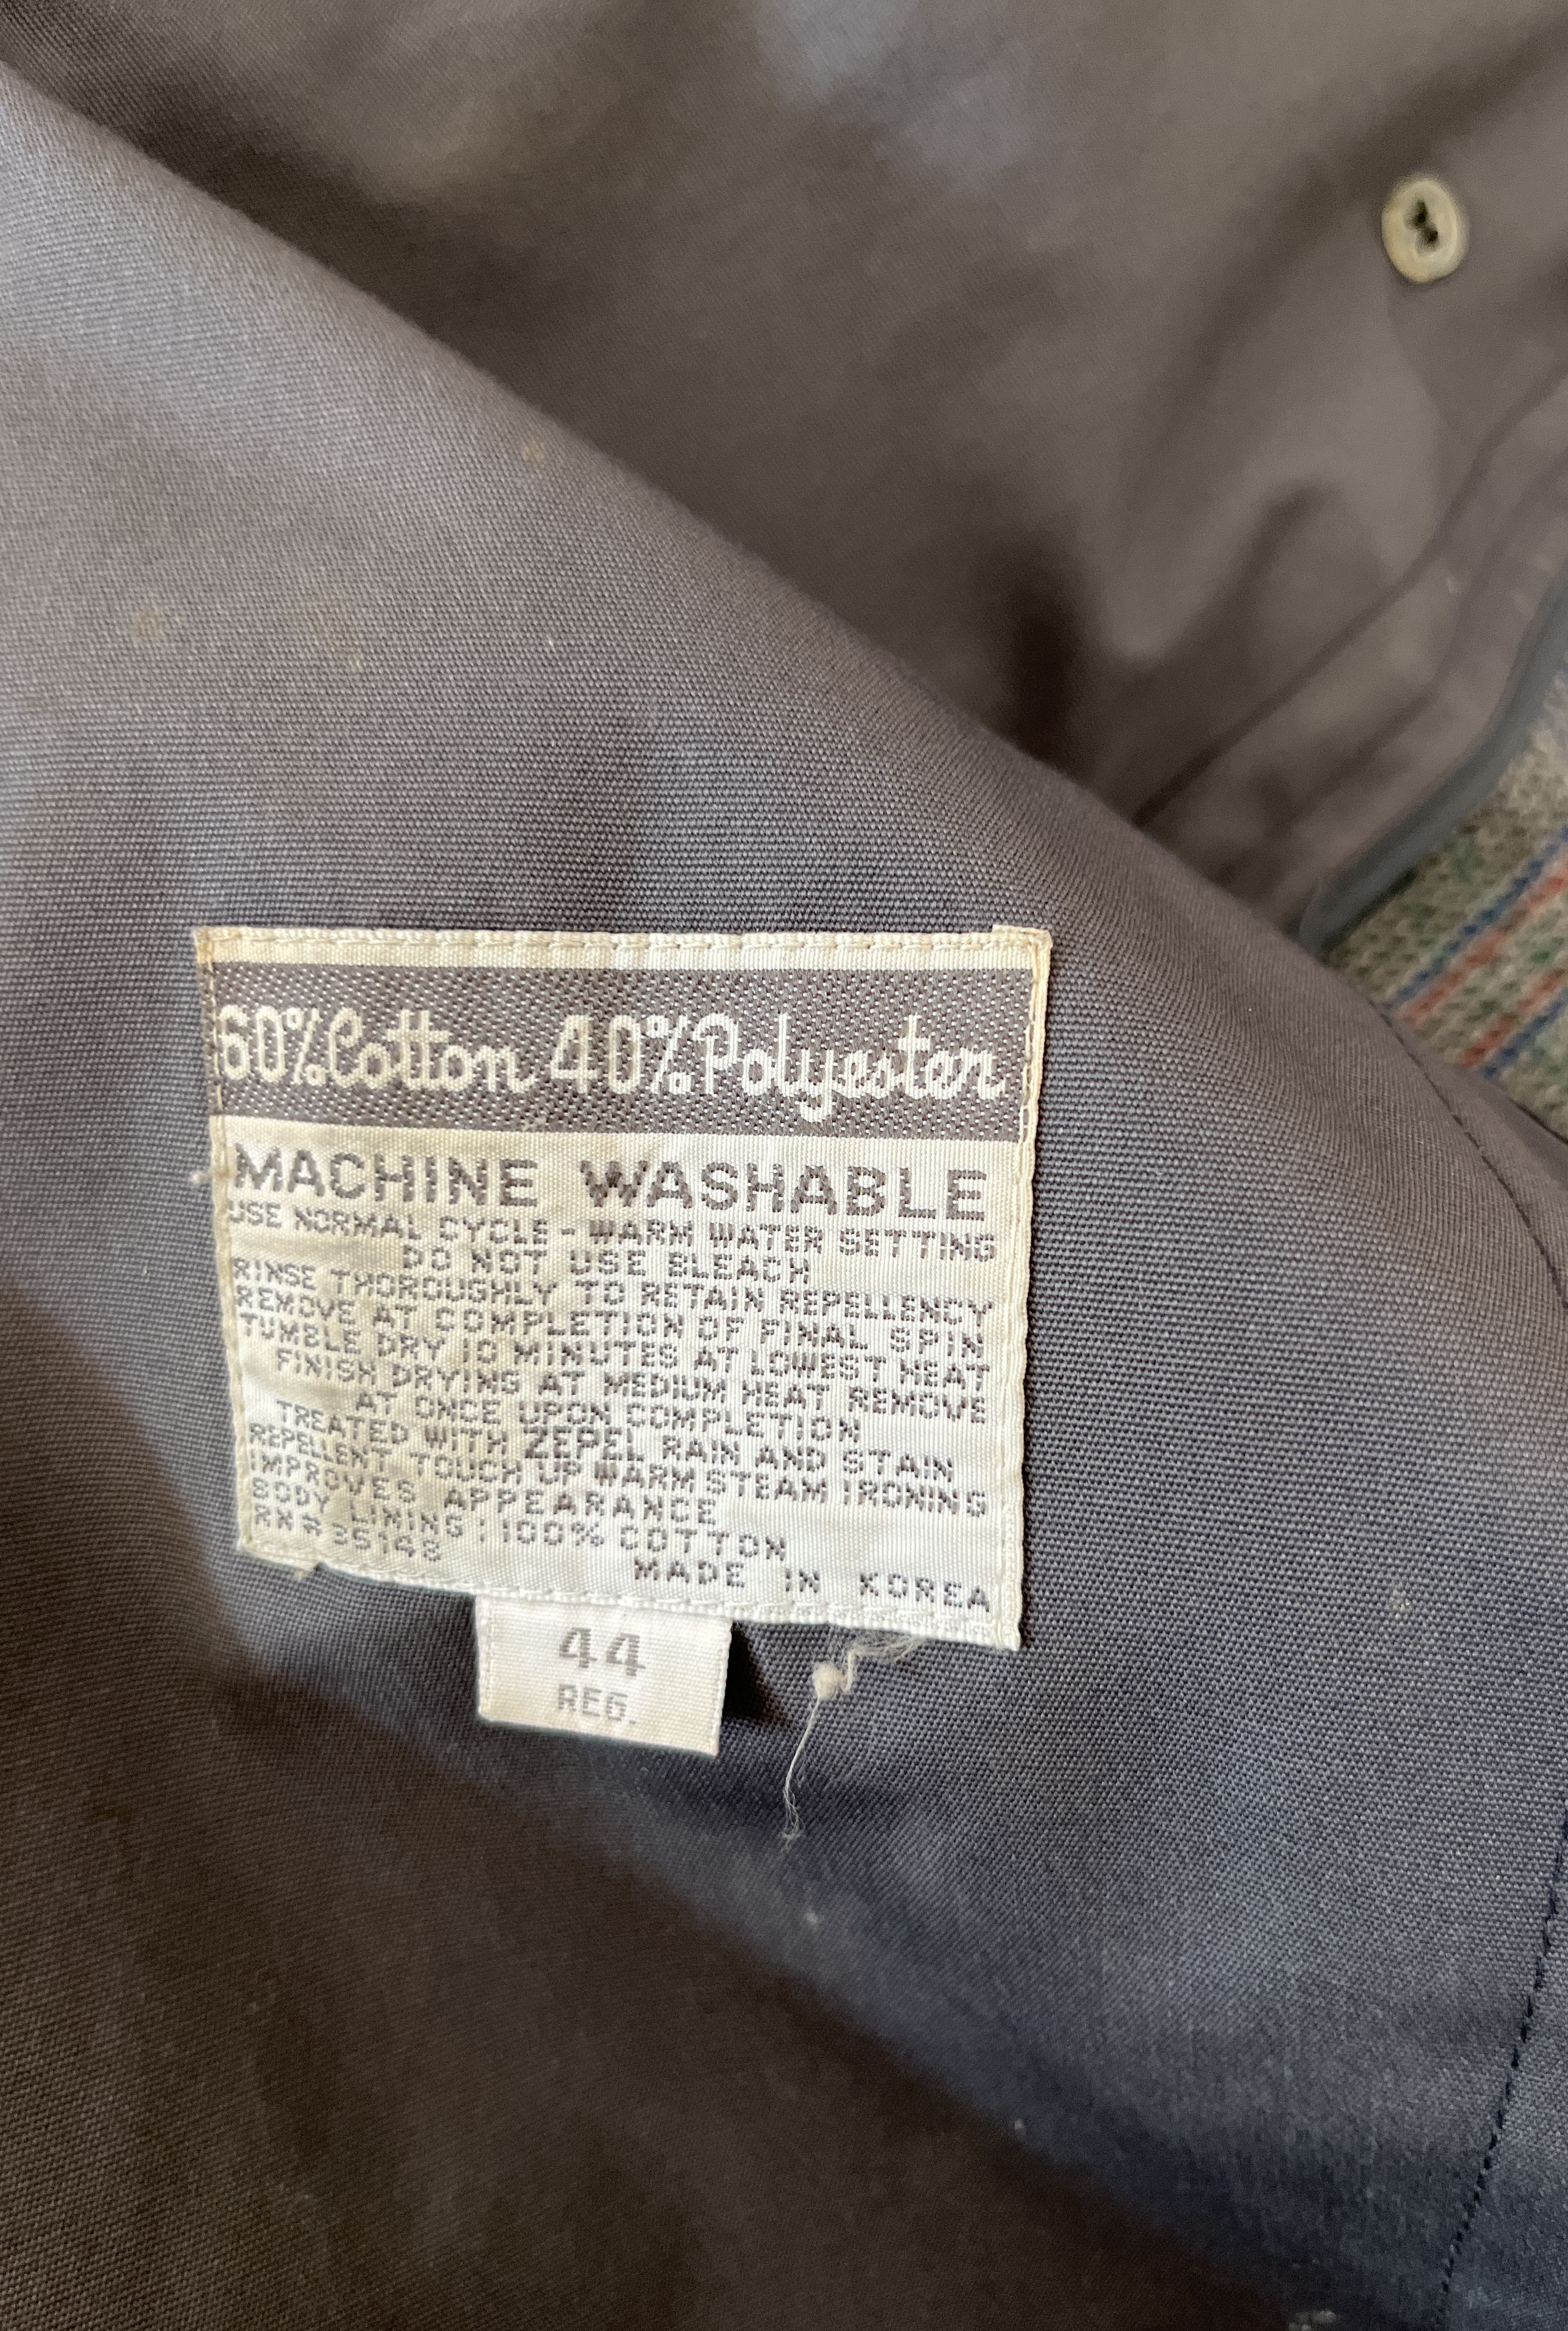 60% Cotton 40% Polyester
MACHINE WASHABLE
USE NORMAL CYCLE - WARM WATER SETTING
DO NOT USE BLEACH
RINSE THOROUGHLY TO RETAIN REPELLENCY
REMOVE AT COMPLETION OF FINAL SPIN
TUMBLE DRY 10 MINUTES AT LOWEST HEAT
FINISH DRYING AT MEDIUM HEAT REMOVE
AT ONCE UPON COMPLETION
TREATED WITH ZEPEL RAIN AND STAIN
REPELLENT TOUCH UP WARM STEAM IRONING
IMPROVES APPEARANCE
BODY LINING : 100% COTTON
RN # 35148
MADE IN KOREA
44
REG.